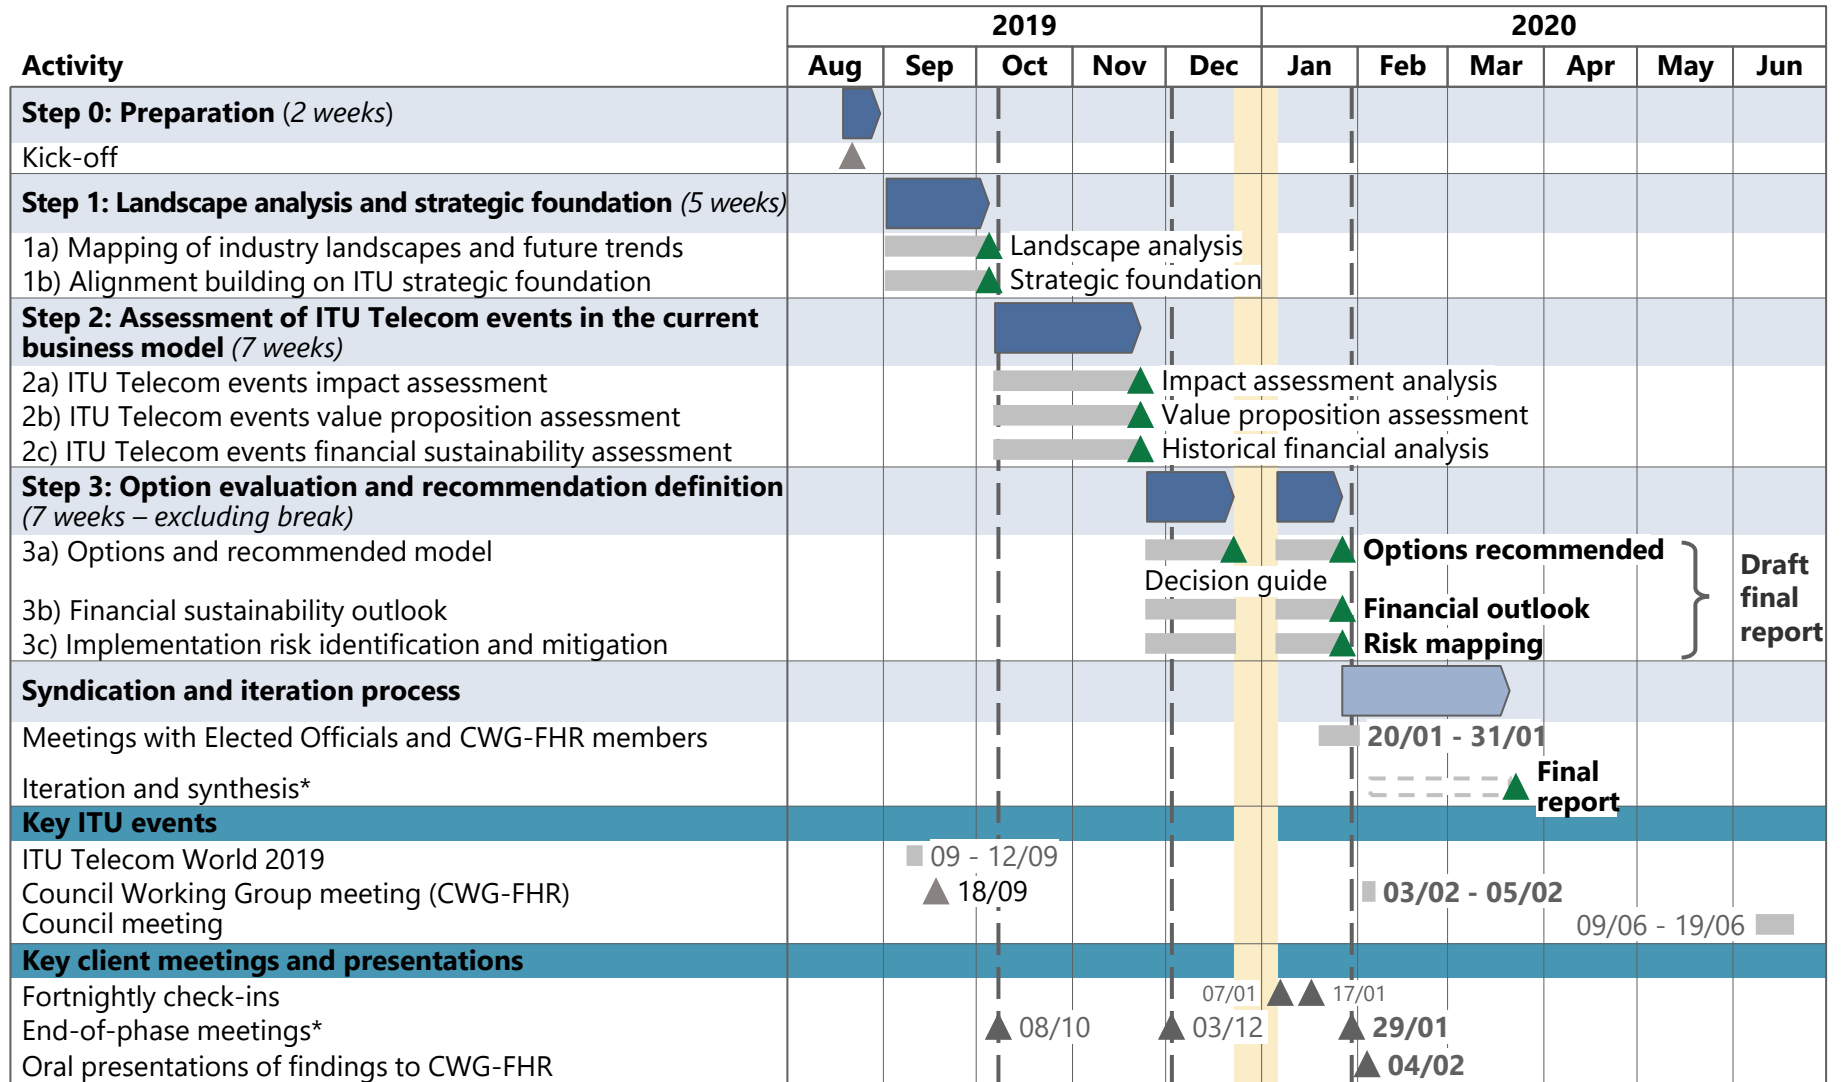 2019 2020
Activity Aug Sep Oct Nov Dec Jan Feb Mar Apr May Jun
Step 0: Preparation (2 weeks)
Kick-off
Step 1: Landscape analysis and strategic foundation (5 weeks)
1a) Mapping of industry landscapes and future trends Landscape analysis
1b) Alignment building on ITU strategic foundation Strategic foundation
Step 2: Assessment of ITU Telecom events in the current
business model (7 weeks)
2a) ITU Telecom events impact assessment Impact assessment analysis
2b) ITU Telecom events value proposition assessment Value proposition assessment
2c) ITU Telecom events financial sustainability assessment Historical financial analysis
Step 3: Option evaluation and recommendation definition
(7 weeks – excluding break)
3a) Options and recommended model Options recommended
Decision guide
3b) Financial sustainability outlook Financial outlook
3c) Implementation risk identification and mitigation Risk mapping
Draft
final
report
Syndication and iteration process
Meetings with Elected Officials and CWG-FHR members 20/01 - 31/01
Iteration and synthesis* Final
report
Key ITU events
ITU Telecom World 2019 09 - 12/09
Council Working Group meeting (CWG-FHR) 18/09 03/02 - 05/02
Council meeting 09/06 - 19/06
Key client meetings and presentations
Fortnightly check-ins 07/01 17/01
End-of-phase meetings* 08/10 03/12 29/01
Oral presentations of findings to CWG-FHR 04/02